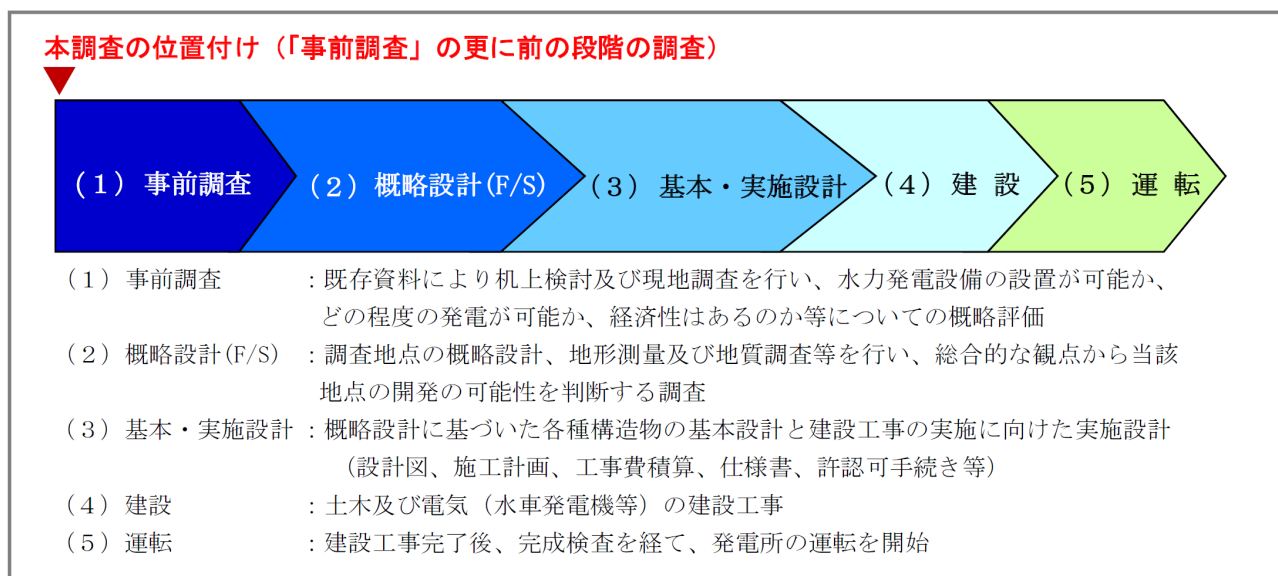 本調査の位置付け（「事前調査」の更に前の段階の調査）
（１）事前調査
（２）概略設計(F/S)
（３）基本・実施設計
（４）建 設
（５）運 転
（１）事前調査　　　　：既存資料により机上検討及び現地調査を行い、水力発電設備の設置が可能か、
どの程度の発電が可能か、経済性はあるのか等についての概略評価
（２）概略設計(F/S)　：調査地点の概略設計、地形測量及び地質調査等を行い、総合的な観点から当該
地点の開発の可能性を判断する調査
（３）基本・実施設計：概略設計に基づいた各種構造物の基本設計と建設工事の実施に向けた実施設計
（設計図、施工計画、工事費積算、仕様書、許認可手続き等）
（４）建設　　　　　　：土木及び電気（水車発電機等）の建設工事
（５）運転　　　　　　：建設工事完了後、完成検査を経て、発電所の運転を開始